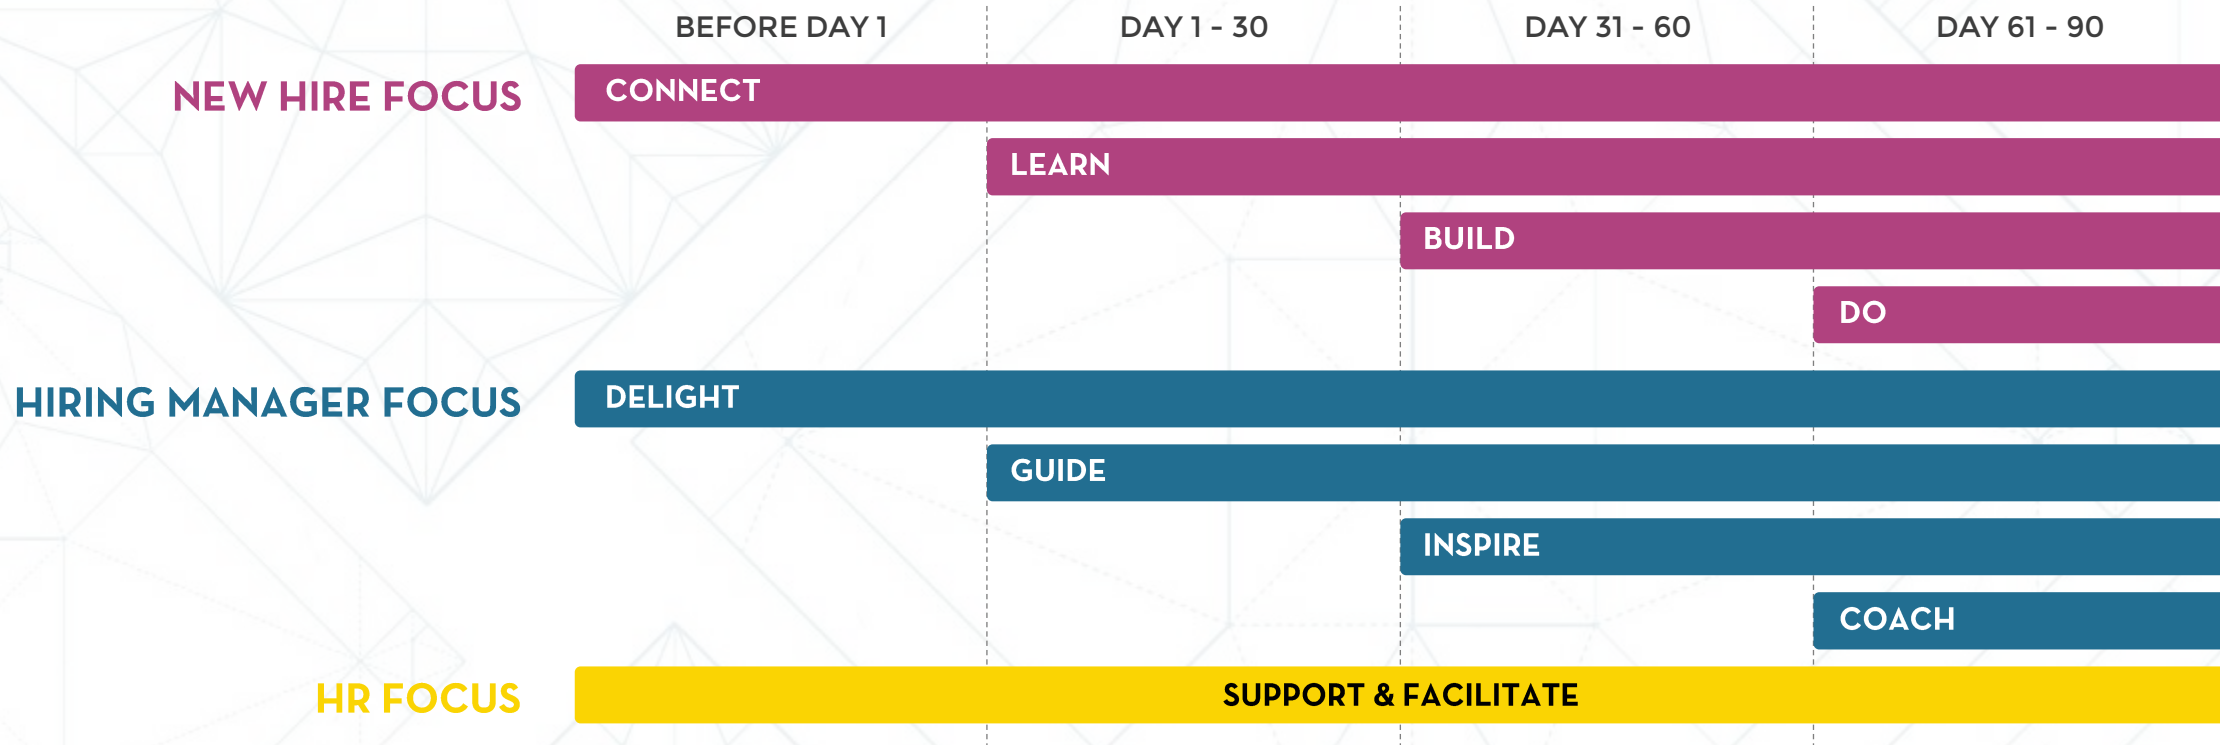 BEFORE DAY 1
DAY 1 - 30
DAY 31 - 60
DAY 61 - 90
NEW HIRE FOCUS
CONNECT
LEARN
BUILD
DO
HIRING MANAGER FOCUS
DELIGHT
GUIDE
INSPIRE
COACH
HR FOCUS
SUPPORT & FACILITATE